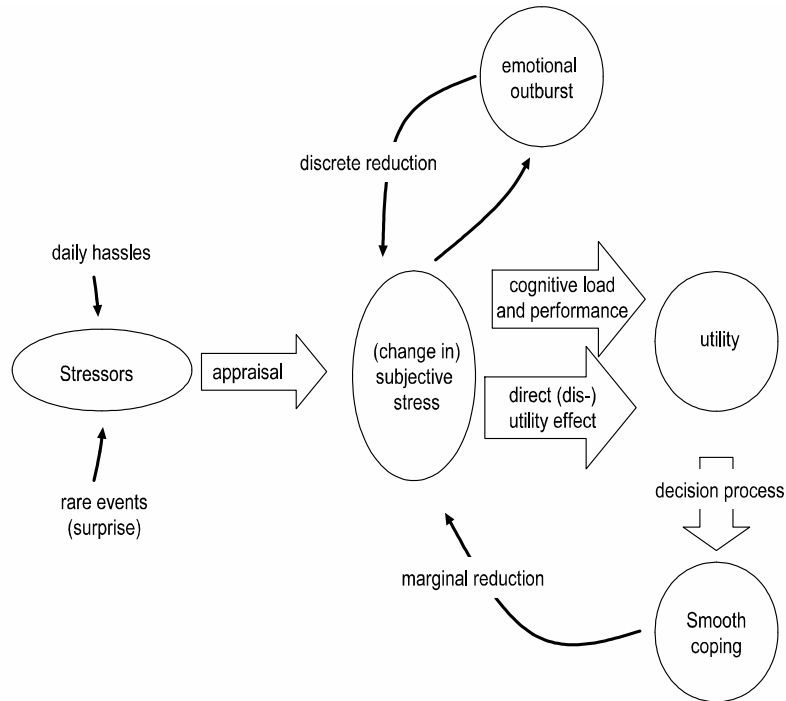 emotional
outburst
discrete reduction
daily hassles
Stressors
rare events
(surprise)
appraisal
(change in)
subjective
stress
cognitive load
and performance
direct (dis-)
utility effect
utility
decision process
Smooth
coping
marginal reduction